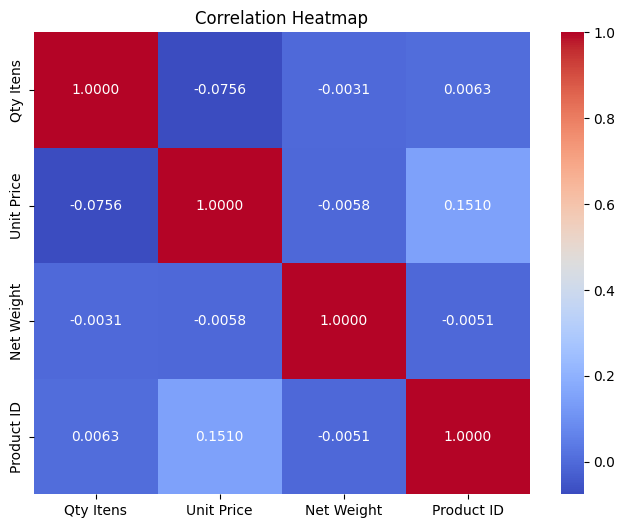 Correlation Heatmap
Qty Itens
1.0000 -0.0756 -0.0031 0.0063
Unit Price
-0.0756 1.0000 -0.0058 0.1510
Net Weight
-0.0031 -0.0058 1.0000 -0.0051
Product ID
0.0063 0.1510 -0.0051 1.0000
Qty Itens Unit Price Net Weight Product ID
1.0
0.8
0.6
0.4
0.2
0.0